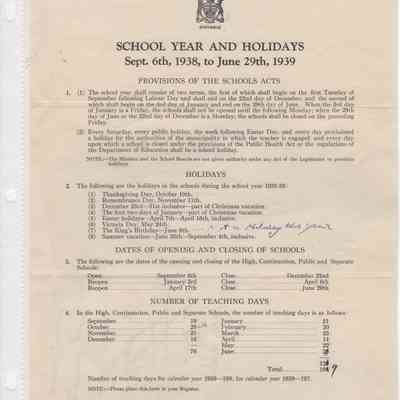 SCHOOL YEAR AND HOLIDAYS
Sept. 6th, 1938, to June 29th, 1939
PROVISIONS OF THE SCHOOLS ACTS
1. (1) The school year shall consist of two terms, the first of which shall begin on the first Tuesday of
September following Labour Day and shall end on the 22nd day of December, and the second of
which shall begin on the 3rd day of January and end on the 29th day of June. When the 3rd day
of January is a Friday, the schools shall not be opened until the following Monday; when the 29th
day of June or the 22nd day of December is a Monday, the schools shall be closed on the preceding
Friday.
(2) Every Saturday, every public holiday, the week following Easter Day, and every day proclaimed
a holiday by the authorities of the municipality in which the teacher is engaged, and every day
upon which a school is closed under the provisions of the Public Health Act or the regulations
of the Department of Education shall be a school holiday.
NOTE.—The Minister and the School Boards are not given authority under any Act of the Legislature to proclaim
holidays.
HOLIDAYS
2. The following are the holidays in the schools during the school year 1938-39:
(1) Thanksgiving Day, October 10th.
(2) Remembrance Day, November 11th.
(3) December 23rd-31st inclusive—part of Christmas vacation.
(4) The first two days of January—part of Christmas vacation.
(5) Easter holidays—April 7th-16th, inclusive.
(6) Victoria Day, May 24th.
(7) The King's Birthday—June 9th. Holiday this year
(8) Summer vacation—June 30th-September 4th, inclusive.
DATES OF OPENING AND CLOSING OF SCHOOLS
3. The following are the dates of the opening and closing of the High, Continuation, Public and Separate
Schools:
Open September 6th Close December 22nd
Reopen January 3rd Close April 6th
Reopen April 17th Close June 29th
NUMBER OF TEACHING DAYS
4. In the High, Continuation, Public and Separate Schools, the number of teaching days is as follows:
September 19 January 21
October 20 February 20
November 21 March 23
December 16 April 14
— May 22
76 June
Total
Number of teaching days for calendar year 1938—198, for calendar year 1939—197.
NOTE.—Please place this form in your Register.